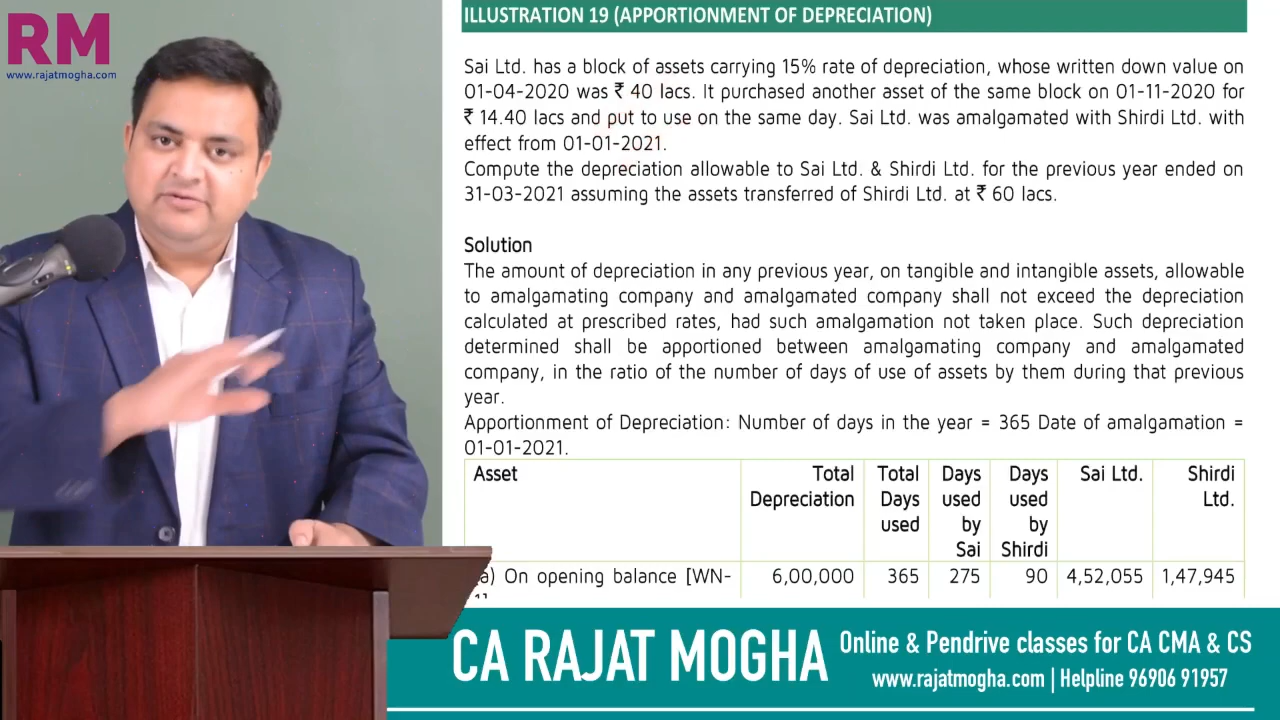 RM
www.rajatmogha.com
ILLUSTRATION 19 (APPORTIONMENT OF DEPRECIATION)
Sai Ltd. has a block of assets carrying 15% rate of depreciation, whose written down value on
01-04-2020 was ₹ 40 lacs. It purchased another asset of the same block on 01-11-2020 for
₹ 14.40 lacs and put to use on the same day. Sai Ltd. was amalgamated with Shirdi Ltd. with
effect from 01-01-2021.
Compute the depreciation allowable to Sai Ltd. & Shirdi Ltd. for the previous year ended on
31-03-2021 assuming the assets transferred of Shirdi Ltd. at ₹ 60 lacs.
Solution
The amount of depreciation in any previous year, on tangible and intangible assets, allowable
to amalgamating company and amalgamated company shall not exceed the depreciation
calculated at prescribed rates, had such amalgamation not taken place. Such depreciation
determined shall be apportioned between amalgamating company and amalgamated
company, in the ratio of the number of days of use of assets by them during that previous
year.
Apportionment of Depreciation: Number of days in the year = 365 Date of amalgamation =
01-01-2021.
Asset Total Total Days Days Sai Ltd. Shirdi
Depreciation Days used used Ltd.
used by by
Sai Shirdi
a) On opening balance [WN- 6,00,000 365 275 90 4,52,055 1,47,945
CA RAJAT MOGHA
Online & Pendrive classes for CA CMA & CS
www.rajatmogha.com | Helpline 96906 91957